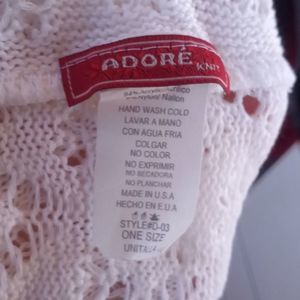 ADORÉ
KNIT
HAND WASH COLD
LAVAR A MANO
CON AGUA FRIA
COLGAR
NO COLOR
NO EXPRIMIR
NO SECADORA
NO PLANCHAR
MADE IN U.S.A
HECHO EN E.U.A
STYLE#D-03
ONE SIZE